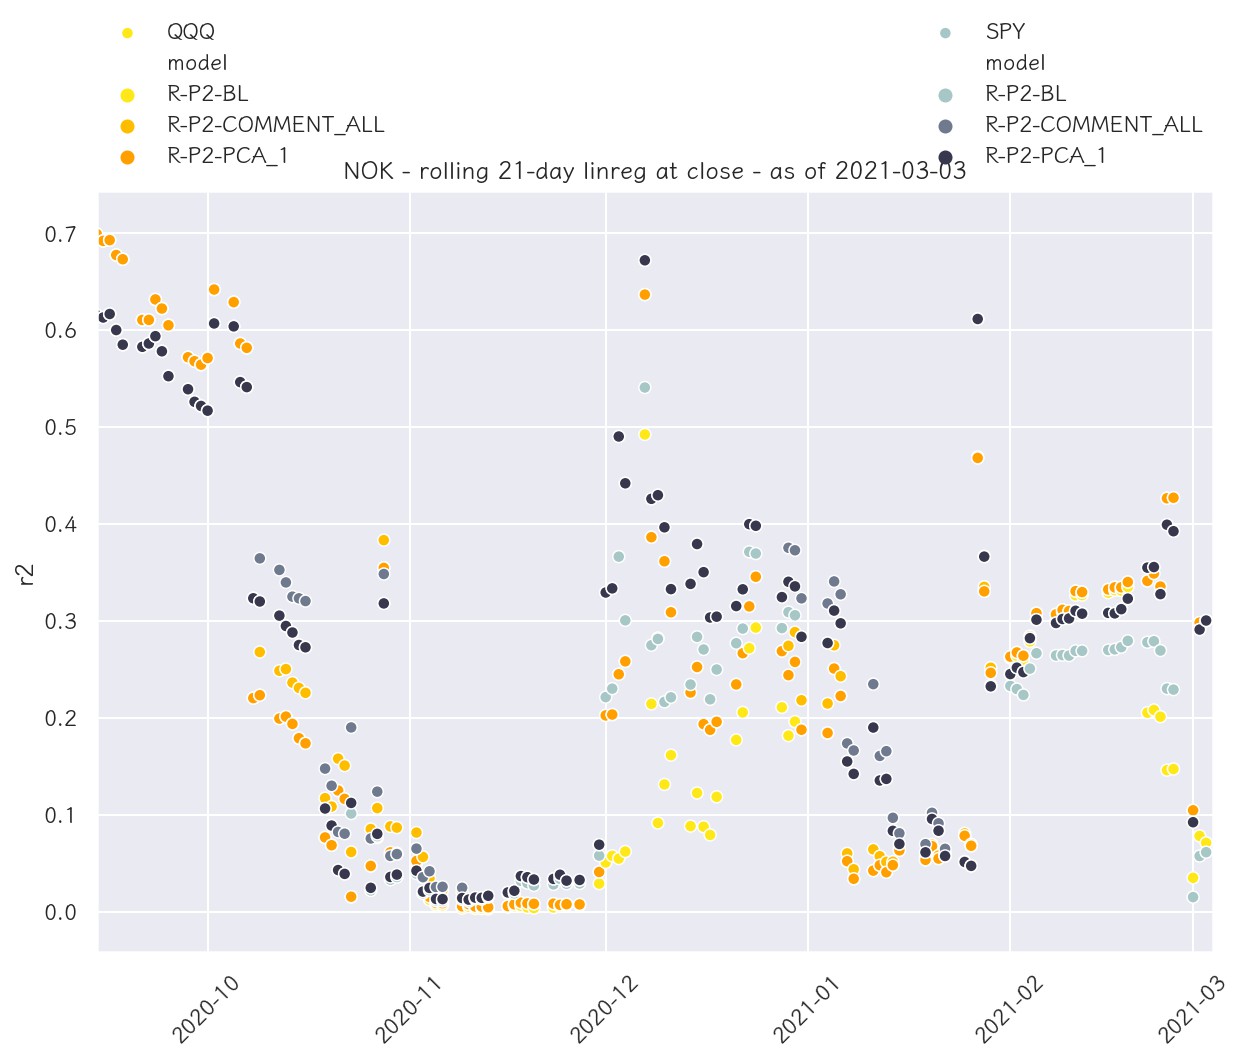 QQQ
model
R-P2-BL
R-P2-COMMENT_ALL
R-P2-PCA_1
SPY
model
R-P2-BL
R-P2-COMMENT_ALL
R-P2-PCA_1
NOK - rolling 21-day linreg at close - as of 2021-03-03
r2
0.7
0.6
0.5
0.4
0.3
0.2
0.1
0.0
2020-10
2020-11
2020-12
2021-01
2021-02
2021-03